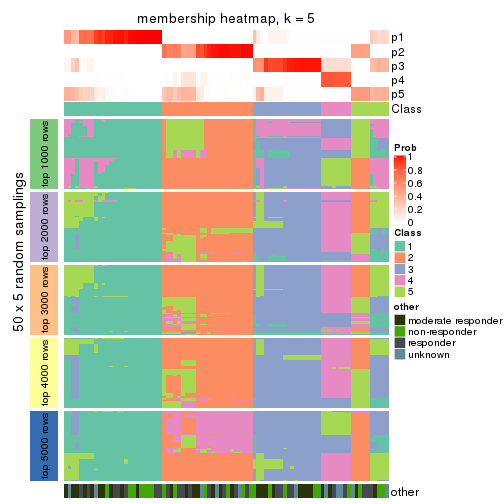 membership heatmap, k = 5
p1
p2
p3
p4
p5
Class
50 x 5 random samplings
top 1000 rows
top 2000 rows
top 3000 rows
top 4000 rows
top 5000 rows
Prob
1
0.8
0.6
0.4
0.2
0
Class
1
2
3
4
5
other
moderate responder
non-responder
responder
unknown
other